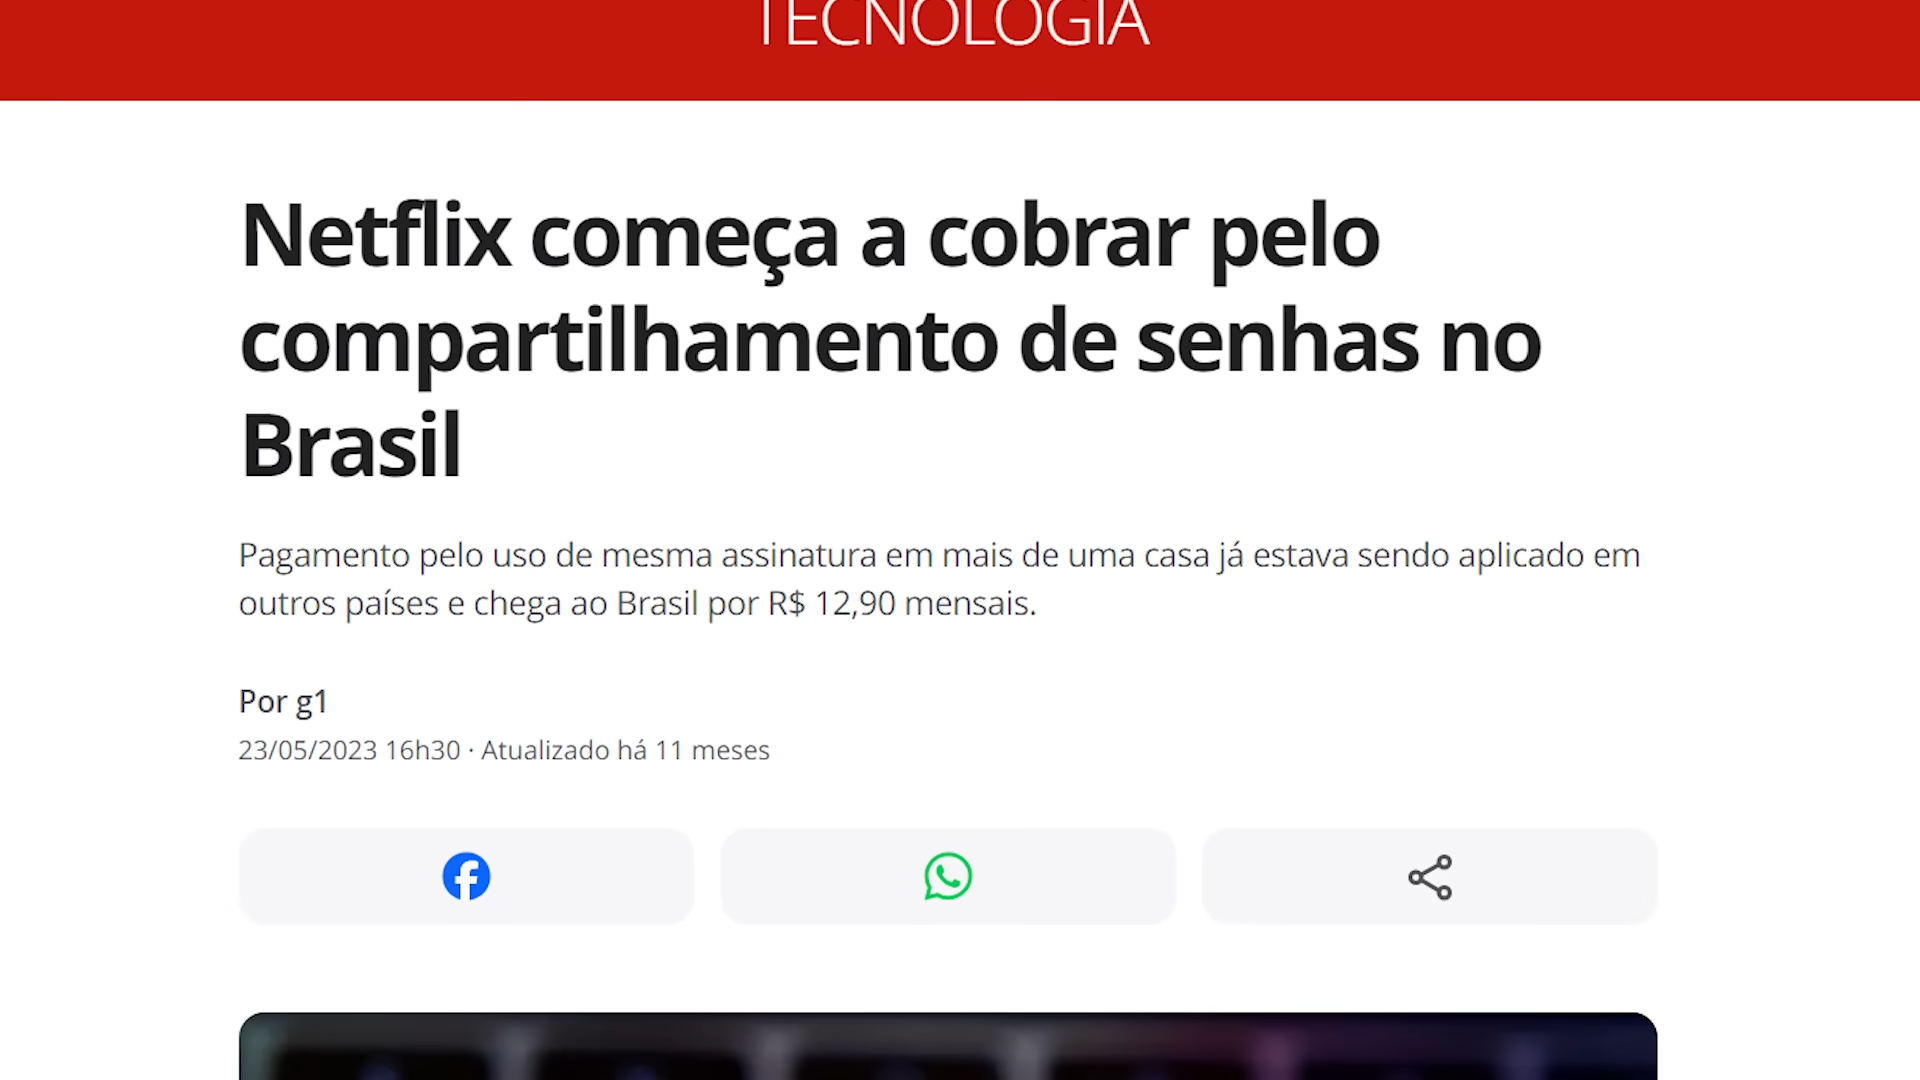 TECNOLOGIA
Netflix começa a cobrar pelo
compartilhamento de senhas no
Brasil
Pagamento pelo uso de mesma assinatura em mais de uma casa já estava sendo aplicado em
outros países e chega ao Brasil por R$ 12,90 mensais.
Por g1
23/05/2023 16h30 · Atualizado há 11 meses